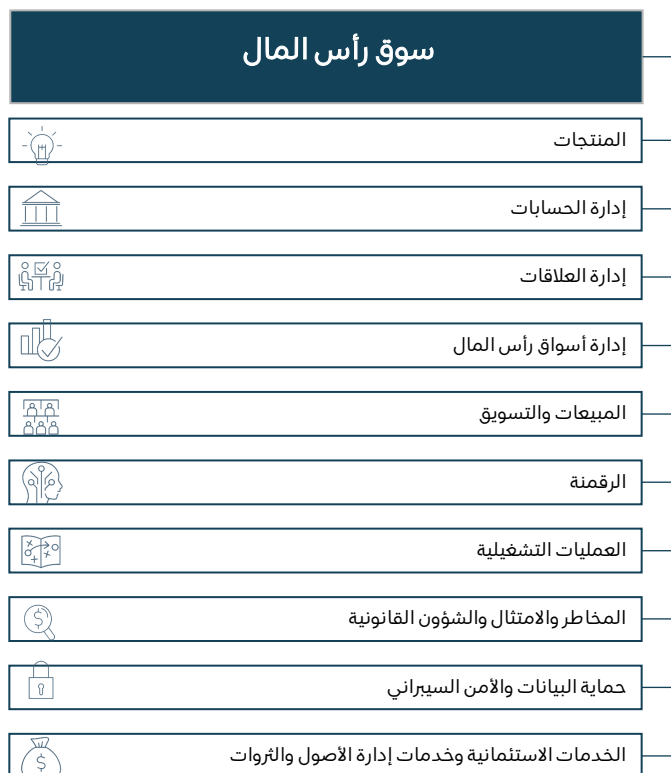 سوق رأس المال
المنتجات
إدارة الحسابات
إدارة العلاقات
إدارة أسواق رأس المال
المبيعات والتسويق
الرقمنة
العمليات التشغيلية
المخاطر والامتثال والشؤون القانونية
حماية البيانات والأمن السيبراني
الخدمات الاستئمانية وخدمات إدارة الأصول والثروات